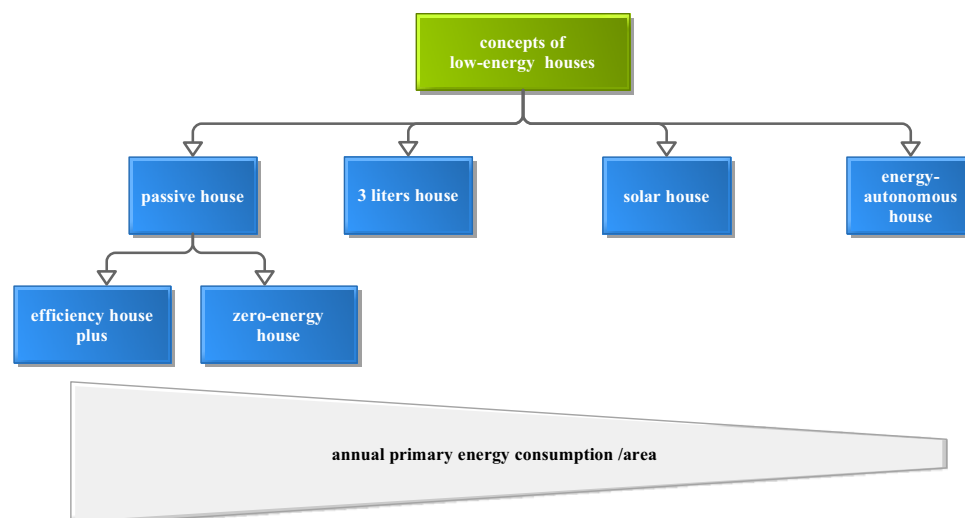 concepts of
low-energy houses
passive house
3 liters house
solar house
energy-
autonomous
house
efficiency house
plus
zero-energy
house
annual primary energy consumption /area